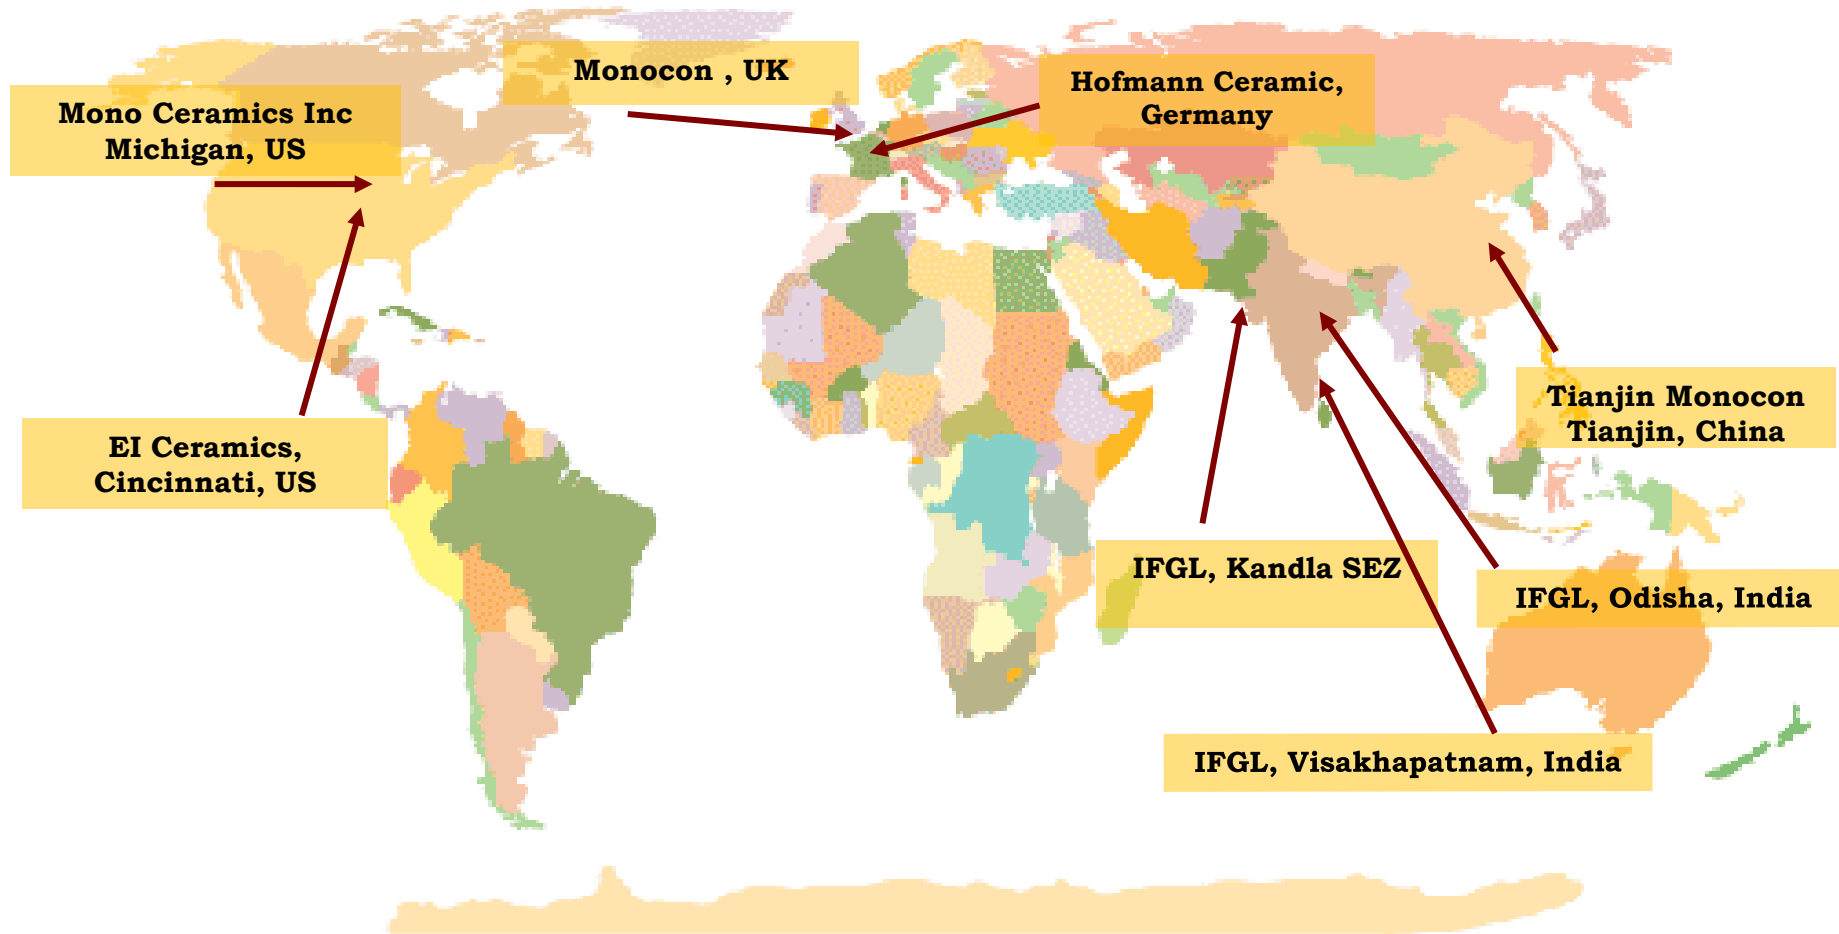 Monocon , UK
Hofmann Ceramic,
Germany
Mono Ceramics Inc
Michigan, US
Tianjin Monocon
Tianjin, China
EI Ceramics,
Cincinnati, US
IFGL, Kandla SEZ
IFGL, Odisha, India
IFGL, Visakhapatnam, India